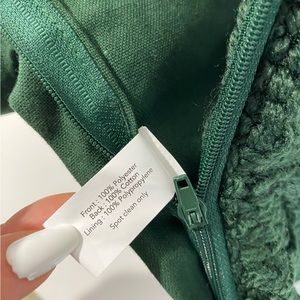 Front : 100% Polyester
Back : 100% Cotton
Lining : 100% Polypropylene
Spot clean only